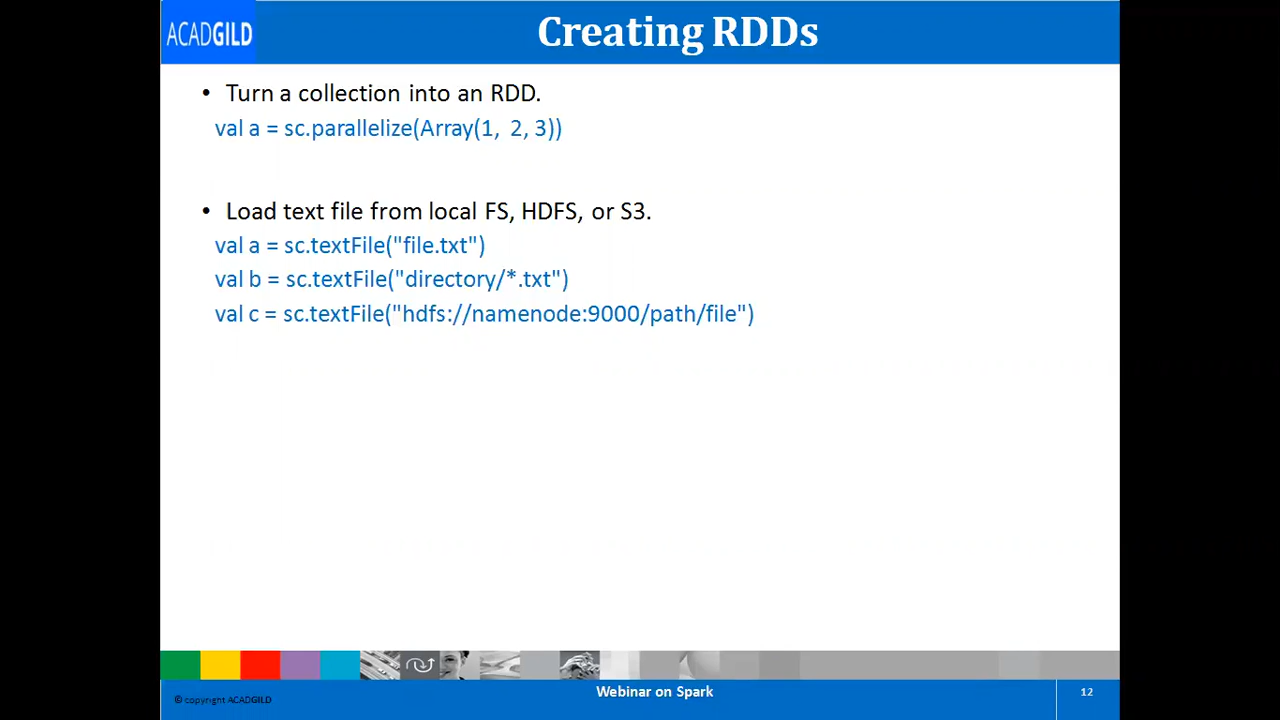 ACADGILD
Creating RDDs
• Turn a collection into an RDD.
val a = sc.parallelize(Array(1, 2, 3))
• Load text file from local FS, HDFS, or S3.
val a = sc.textFile("file.txt")
val b = sc.textFile("directory/*.txt")
val c = sc.textFile("hdfs://namenode:9000/path/file")
© copyright ACADGILD
Webinar on Spark
12